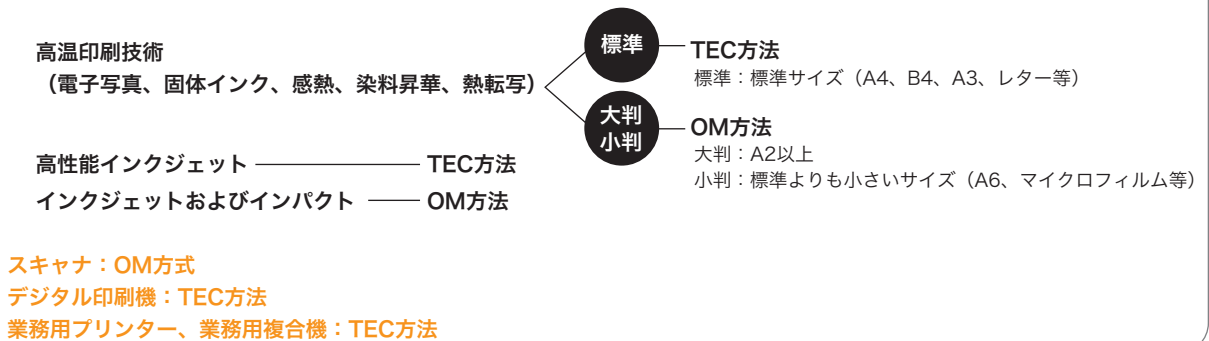 高温印刷技術
（電子写真、固体インク、感熱、染料昇華、熱転写）
標準
TEC方法
標準：標準サイズ（A4、B4、A3、レター等）
大判
小判
OM方法
大判：A2以上
小判：標準よりも小さいサイズ（A6、マイクロフィルム等）
高性能インクジェット
TEC方法
インクジェットおよびインパクト
OM方法
スキャナ：OM方式
デジタル印刷機：TEC方法
業務用プリンター、業務用複合機：TEC方法